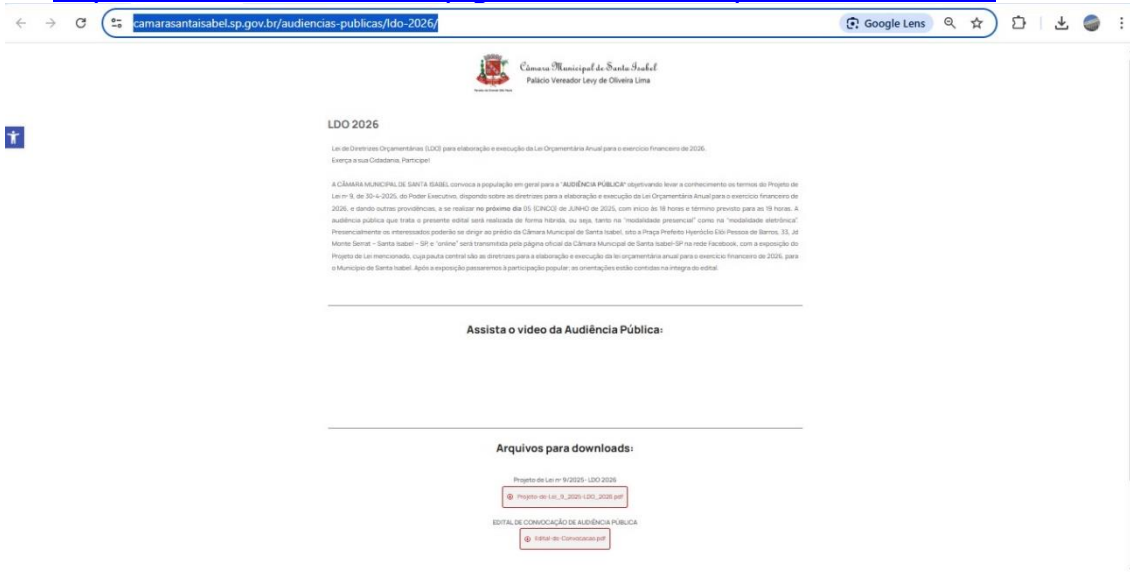 camarasantaisabel.sp.gov.br/audiencias-publicas/ldo-2026/
Google Lens
Câmara Municipal de Santa Isabel
Palácio Vereador Levy de Oliveira Lima
LDO 2026
Lei de Diretrizes Orçamentárias (LDO) para elaboração e execução da Lei Orçamentária Anual para o exercício financeiro de 2026.
Exerça a sua Cidadania, Participe!
A CÂMARA MUNICIPAL DE SANTA ISABEL convoca a população em geral para a "AUDIÊNCIA PÚBLICA" objetivando levar a conhecimento os termos do Projeto de
Lei nº 9, de 30-4-2025, do Poder Executivo, dispondo sobre as diretrizes para a elaboração e execução da Lei Orçamentária Anual para o exercício financeiro de
2026, e dando outras providências, a se realizar no próximo dia 05 (CINCO) de JUNHO de 2025, com início às 18 horas e término previsto para as 19 horas. A
audiência pública que trata o presente edital será realizada de forma híbrida, ou seja, tanto na "modalidade presencial" como na "modalidade eletrônica".
Presencialmente os interessados poderão se dirigir ao prédio da Câmara Municipal de Santa Isabel, sito a Praça Prefeito Hyeróclio Elói Pessoa de Barros, 33, Jd
Monte Serrat – Santa Isabel – SP, e "online" será transmitida pela página oficial da Câmara Municipal de Santa Isabel-SP na rede Facebook, com a exposição do
Projeto de Lei mencionado, cuja pauta central são as diretrizes para a elaboração e execução da lei orçamentária anual para o exercício financeiro de 2026, para
o Município de Santa Isabel. Após a exposição passaremos à participação popular; as orientações estão contidas na íntegra do edital.
Assista o video da Audiência Pública:
Arquivos para downloads:
Projeto de Lei nº 9/2025- LDO 2026
Projeto-de-Lei_9_2025-LDO_2026.pdf
EDITAL DE CONVOCAÇÃO DE AUDIÊNCIA PÚBLICA
Edital-de-Convocacao.pdf